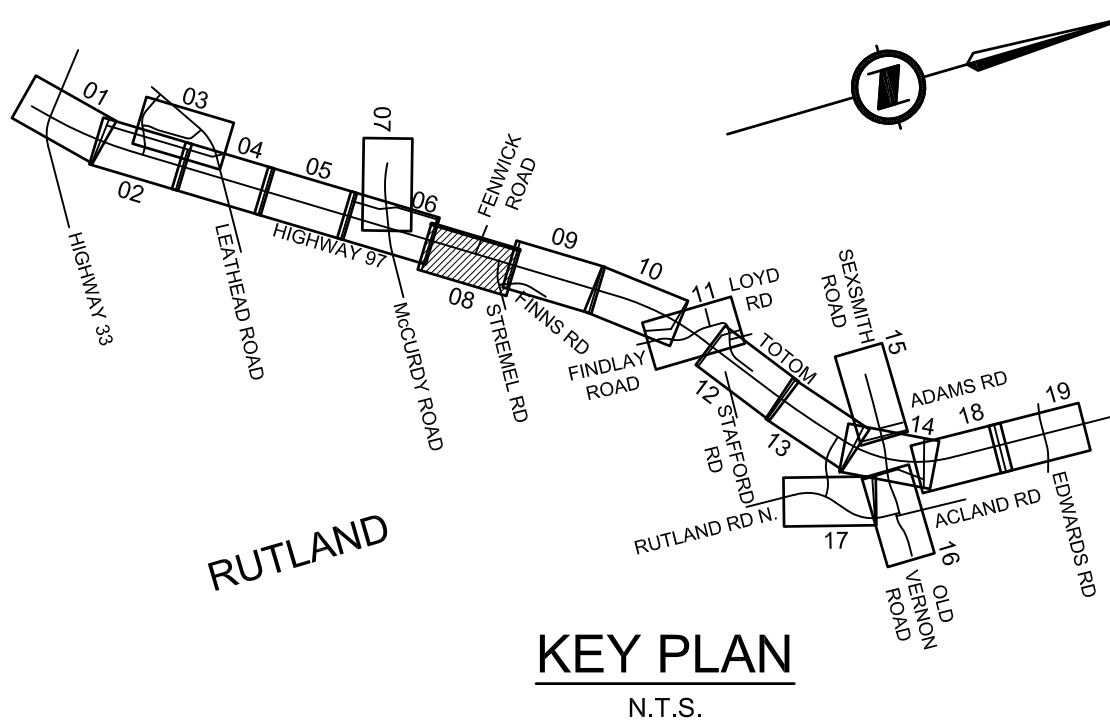 01
03
04
05
07
06
FENWICK
ROAD
02
HIGHWAY 33
LEATHEAD ROAD
HIGHWAY 97
McCURDY ROAD
08
STREMEL RD
FINNS RD
09
10
11
LOYD
RD
FINDLAY
ROAD
12
STAFFORD
RD
TOTOM
13
SEXSMITH
ROAD
15
ADAMS RD
14
18
19
RUTLAND RD N.
17
ACLAND RD
16
OLD
VERNON
ROAD
EDWARDS RD
RUTLAND
KEY PLAN
N.T.S.